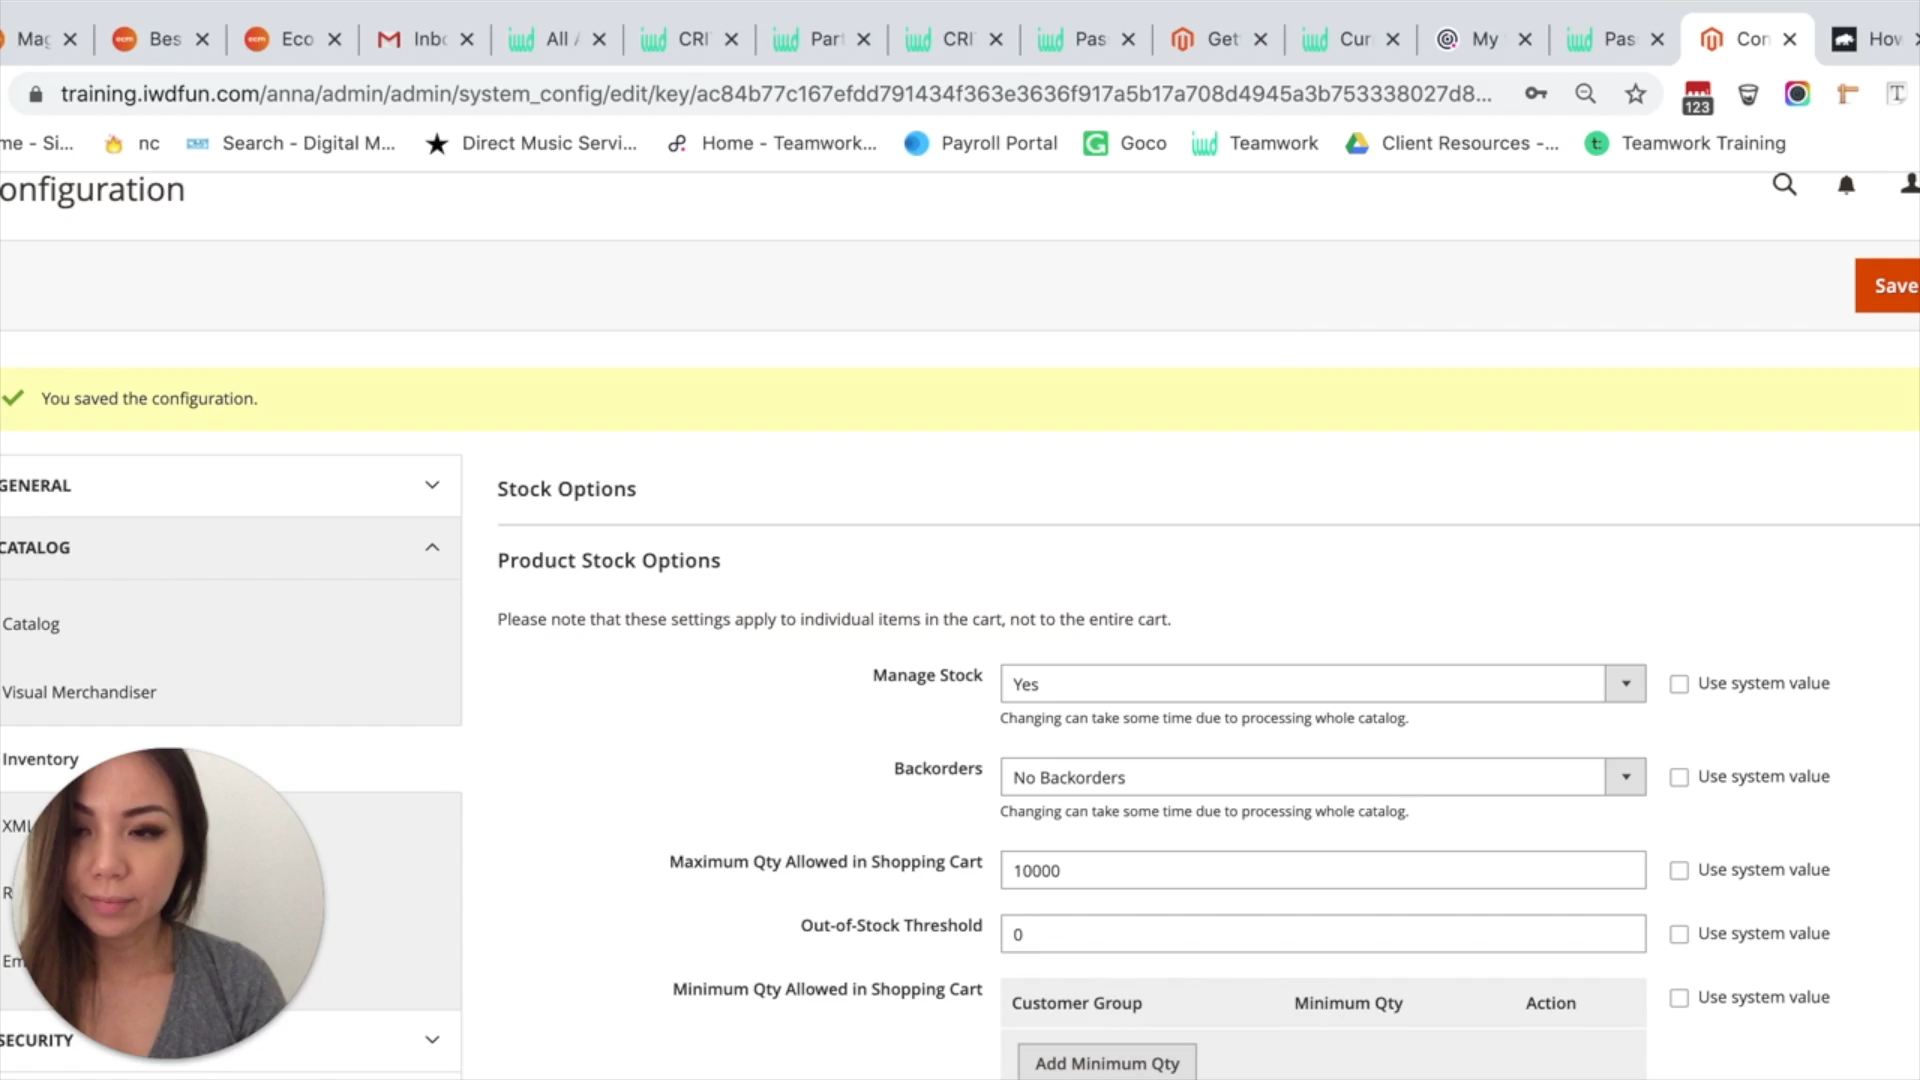 Mag
Bes
Eco
Inbo
All
CRI
Part
CRI
Pas
Get
Cur
My
Pas
Con
How
training.iwdfun.com/anna/admin/admin/system_config/edit/key/ac84b77c167efdd791434f363e3636f917a5b17a708d4945a3b753338027d8...
123
me - Si...
nc
Search - Digital M...
Direct Music Servi...
Home - Teamwork...
Payroll Portal
Goco
Teamwork
Client Resources -...
Teamwork Training
onfiguration
Save
You saved the configuration.
GENERAL
CATALOG
Catalog
Visual Merchandiser
Inventory
XML
R
Em
SECURITY
Stock Options
Product Stock Options
Please note that these settings apply to individual items in the cart, not to the entire cart.
Manage Stock
Yes
Use system value
Changing can take some time due to processing whole catalog.
Backorders
No Backorders
Use system value
Changing can take some time due to processing whole catalog.
Maximum Qty Allowed in Shopping Cart
10000
Use system value
Out-of-Stock Threshold
0
Use system value
Minimum Qty Allowed in Shopping Cart
Customer Group
Minimum Qty
Action
Use system value
Add Minimum Qty